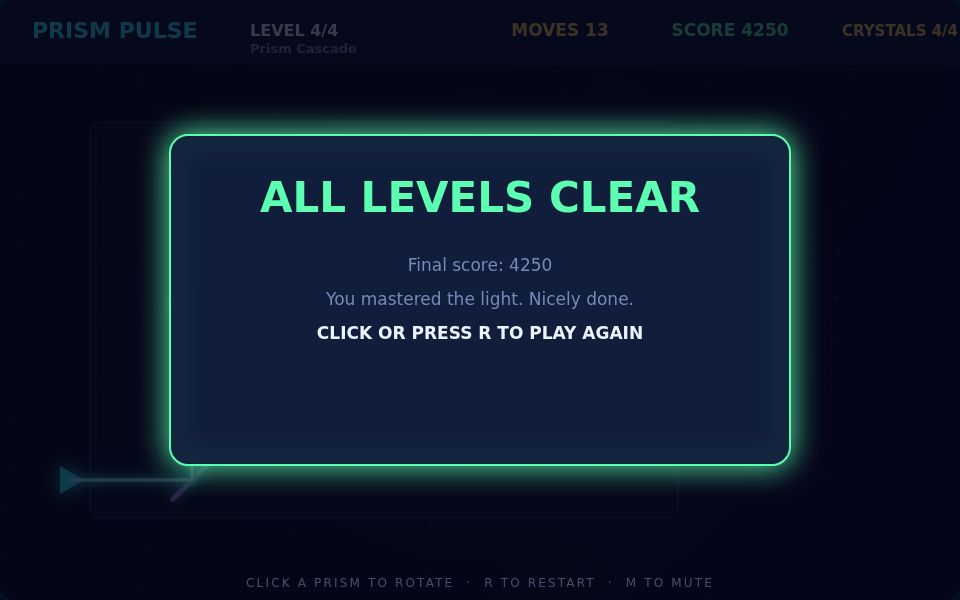 PRISM PULSE
LEVEL 4/4
Prism Cascade
MOVES 13
SCORE 4250
CRYSTALS 4/4
ALL LEVELS CLEAR
Final score: 4250
You mastered the light. Nicely done.
CLICK OR PRESS R TO PLAY AGAIN
CLICK A PRISM TO ROTATE · R TO RESTART · M TO MUTE